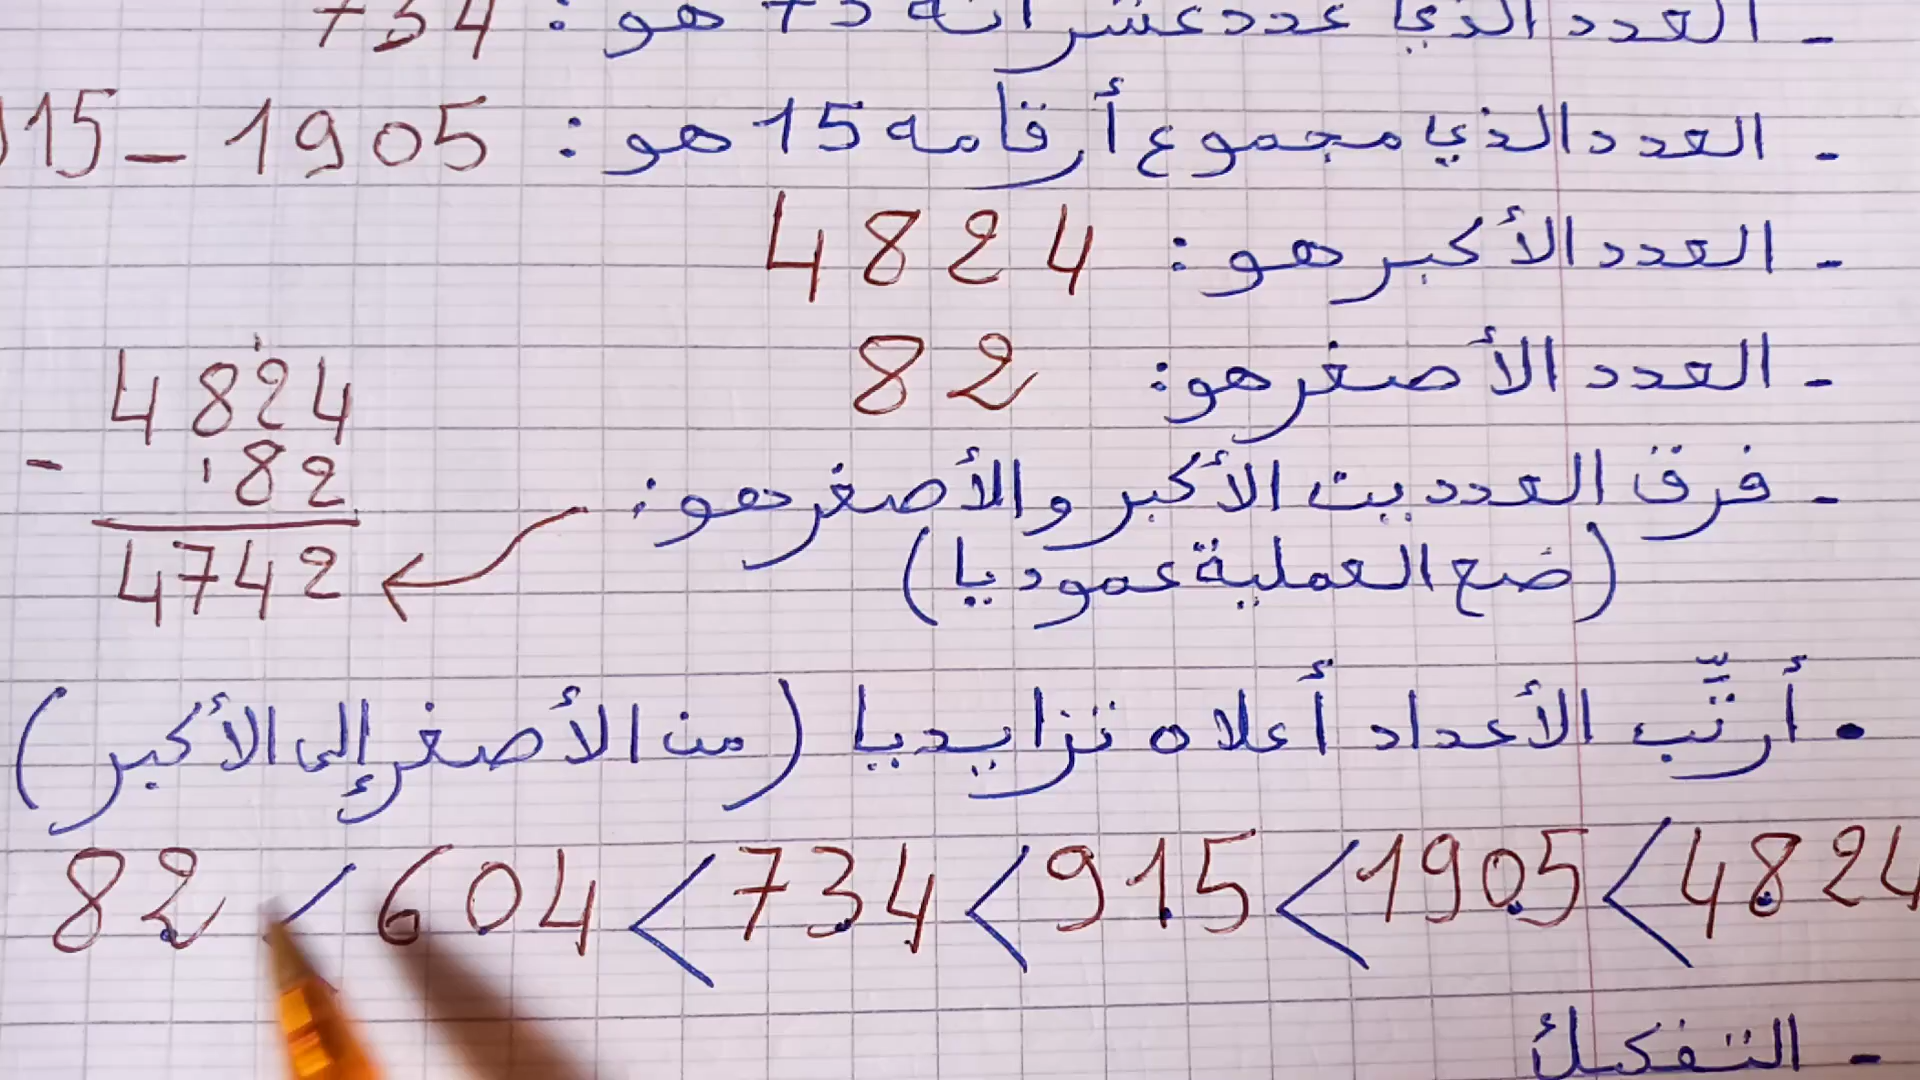 - العدد الذي عدد عشراته 73 هو: 734
- العدد الذي مجموع أرقامه 15 هو: 1905 - 915
- العدد الأكبر هو: 4824
- العدد الأصغر هو: 82
- فرق العددين الأكبر والأصغر هو:
(ضع العملية عموديا)
4824
- 82
4742
• أرتّب الأعداد أعلاه تزايديا (من الأصغر إلى الأكبر)
82 < 604 < 734 < 915 < 1905 < 4824
- التفكيك